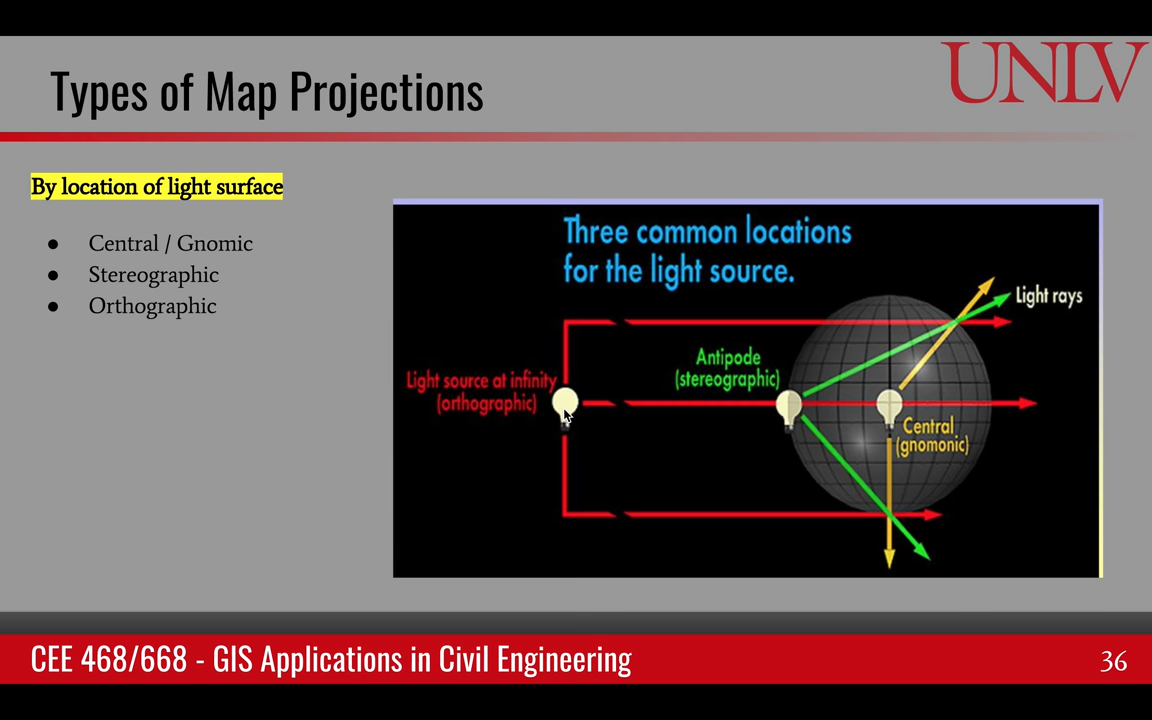 UNLV
Types of Map Projections
By location of light surface
● Central / Gnomic
● Stereographic
● Orthographic
Three common locations
for the light source.
Light rays
Antipode
(stereographic)
Light source at infinity
(orthographic)
Central
(gnomonic)
CEE 468/668 - GIS Applications in Civil Engineering
36